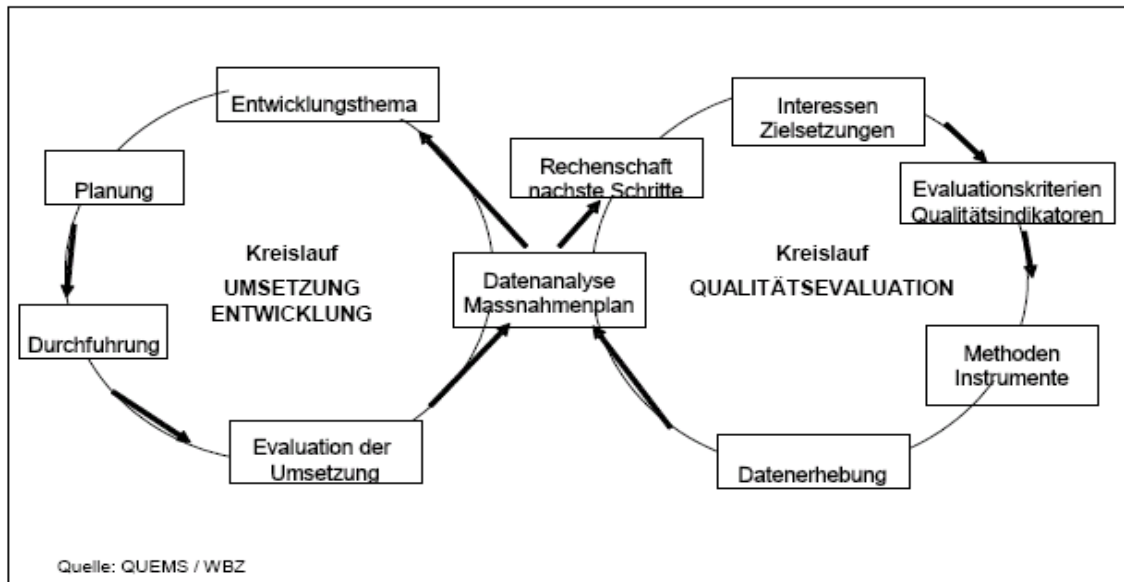 Entwicklungsthema
Planung
Durchfuhrung
Evaluation der
Umsetzung
Kreislauf
UMSETZUNG
ENTWICKLUNG
Datenanalyse
Massnahmenplan
Rechenschaft
nachste Schritte
Interessen
Zielsetzungen
Evaluationskriterien
Qualitätsindikatoren
Methoden
Instrumente
Datenerhebung
Kreislauf
QUALITÄTSEVALUATION
Quelle: QUEMS / WBZ